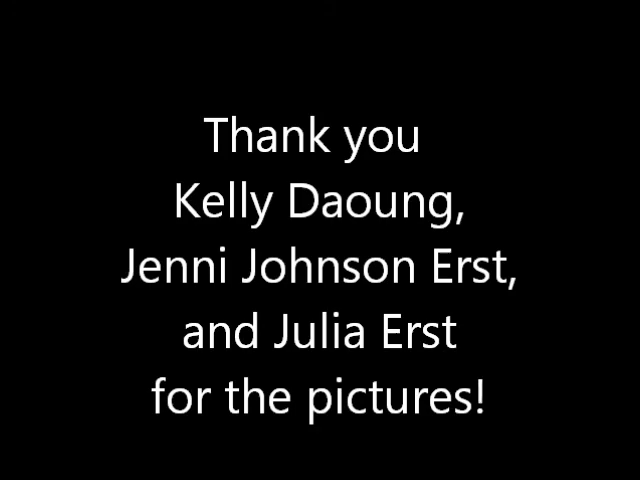 Thank you
Kelly Daoung,
Jenni Johnson Erst,
and Julia Erst
for the pictures!